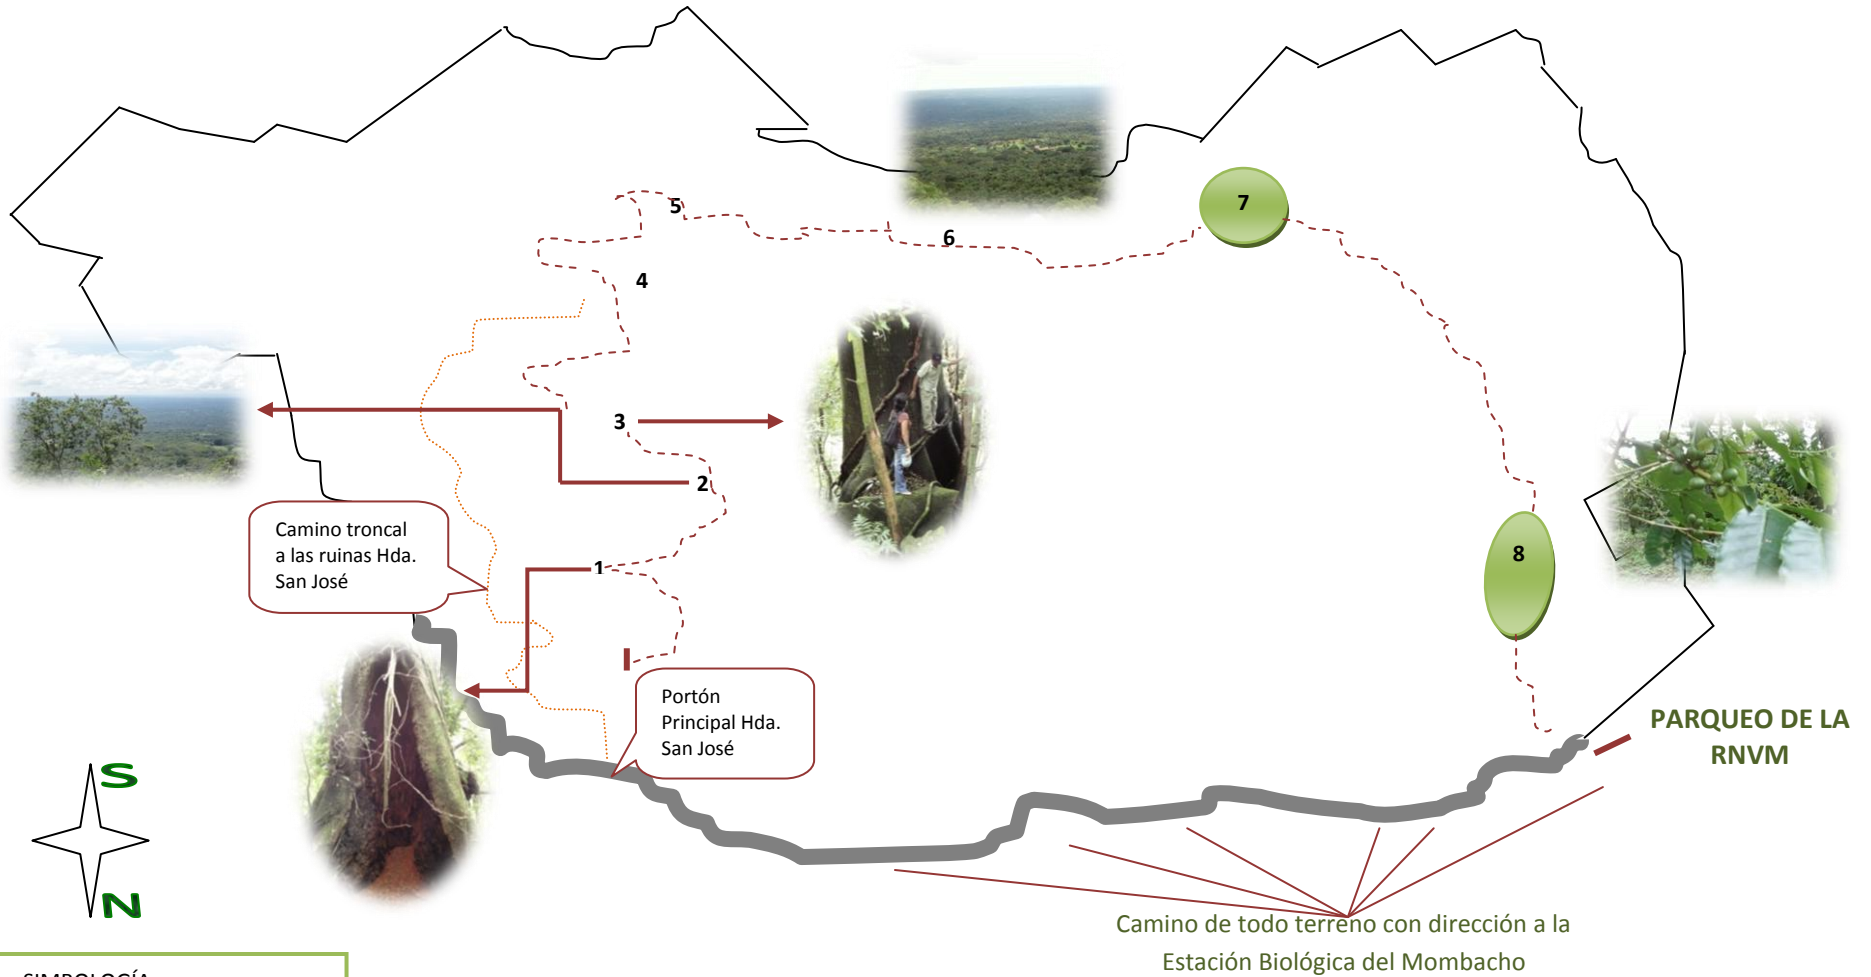 7
5
6
4
3
2
Camino troncal
a las ruinas Hda.
San José
1
8
Portón
Principal Hda.
San José
PARQUEO DE LA
RNVM
S
N
Camino de todo terreno con dirección a la
Estación Biológica del Mombacho
SIMBOLOGÍA